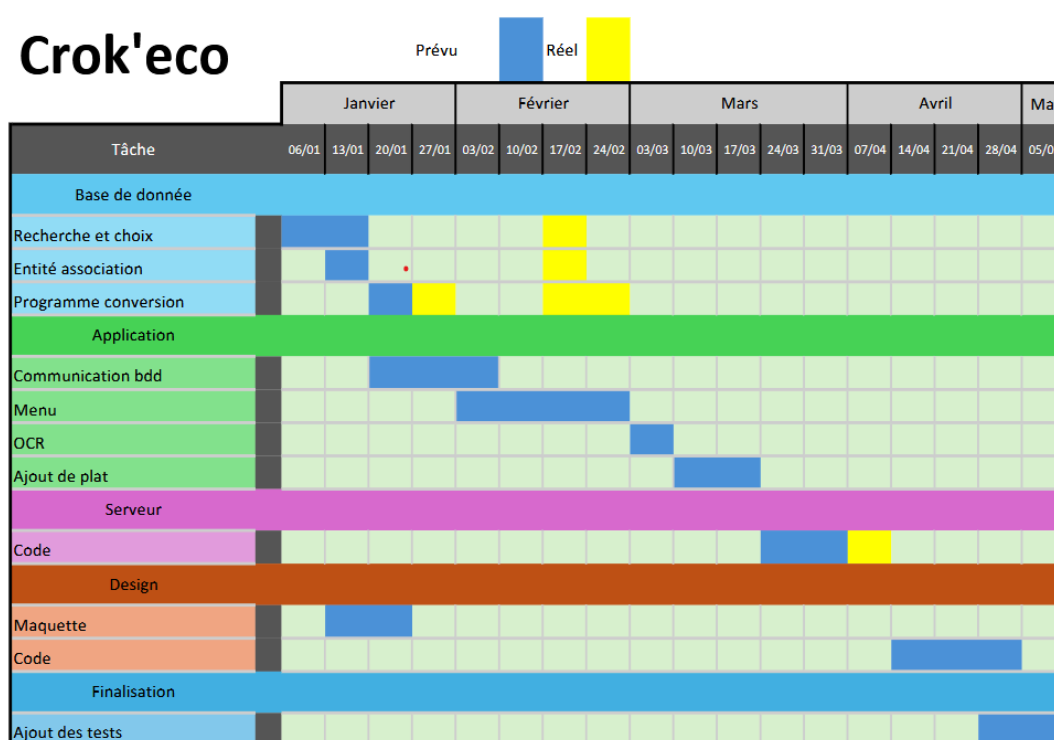 Crok'eco
Prévu
Réel
Janvier Février Mars Avril Ma
Tâche 06/01 13/01 20/01 27/01 03/02 10/02 17/02 24/02 03/03 10/03 17/03 24/03 31/03 07/04 14/04 21/04 28/04 05/0
Base de donnée
Recherche et choix
Entité association
Programme conversion
Application
Communication bdd
Menu
OCR
Ajout de plat
Serveur
Code
Design
Maquette
Code
Finalisation
Ajout des tests